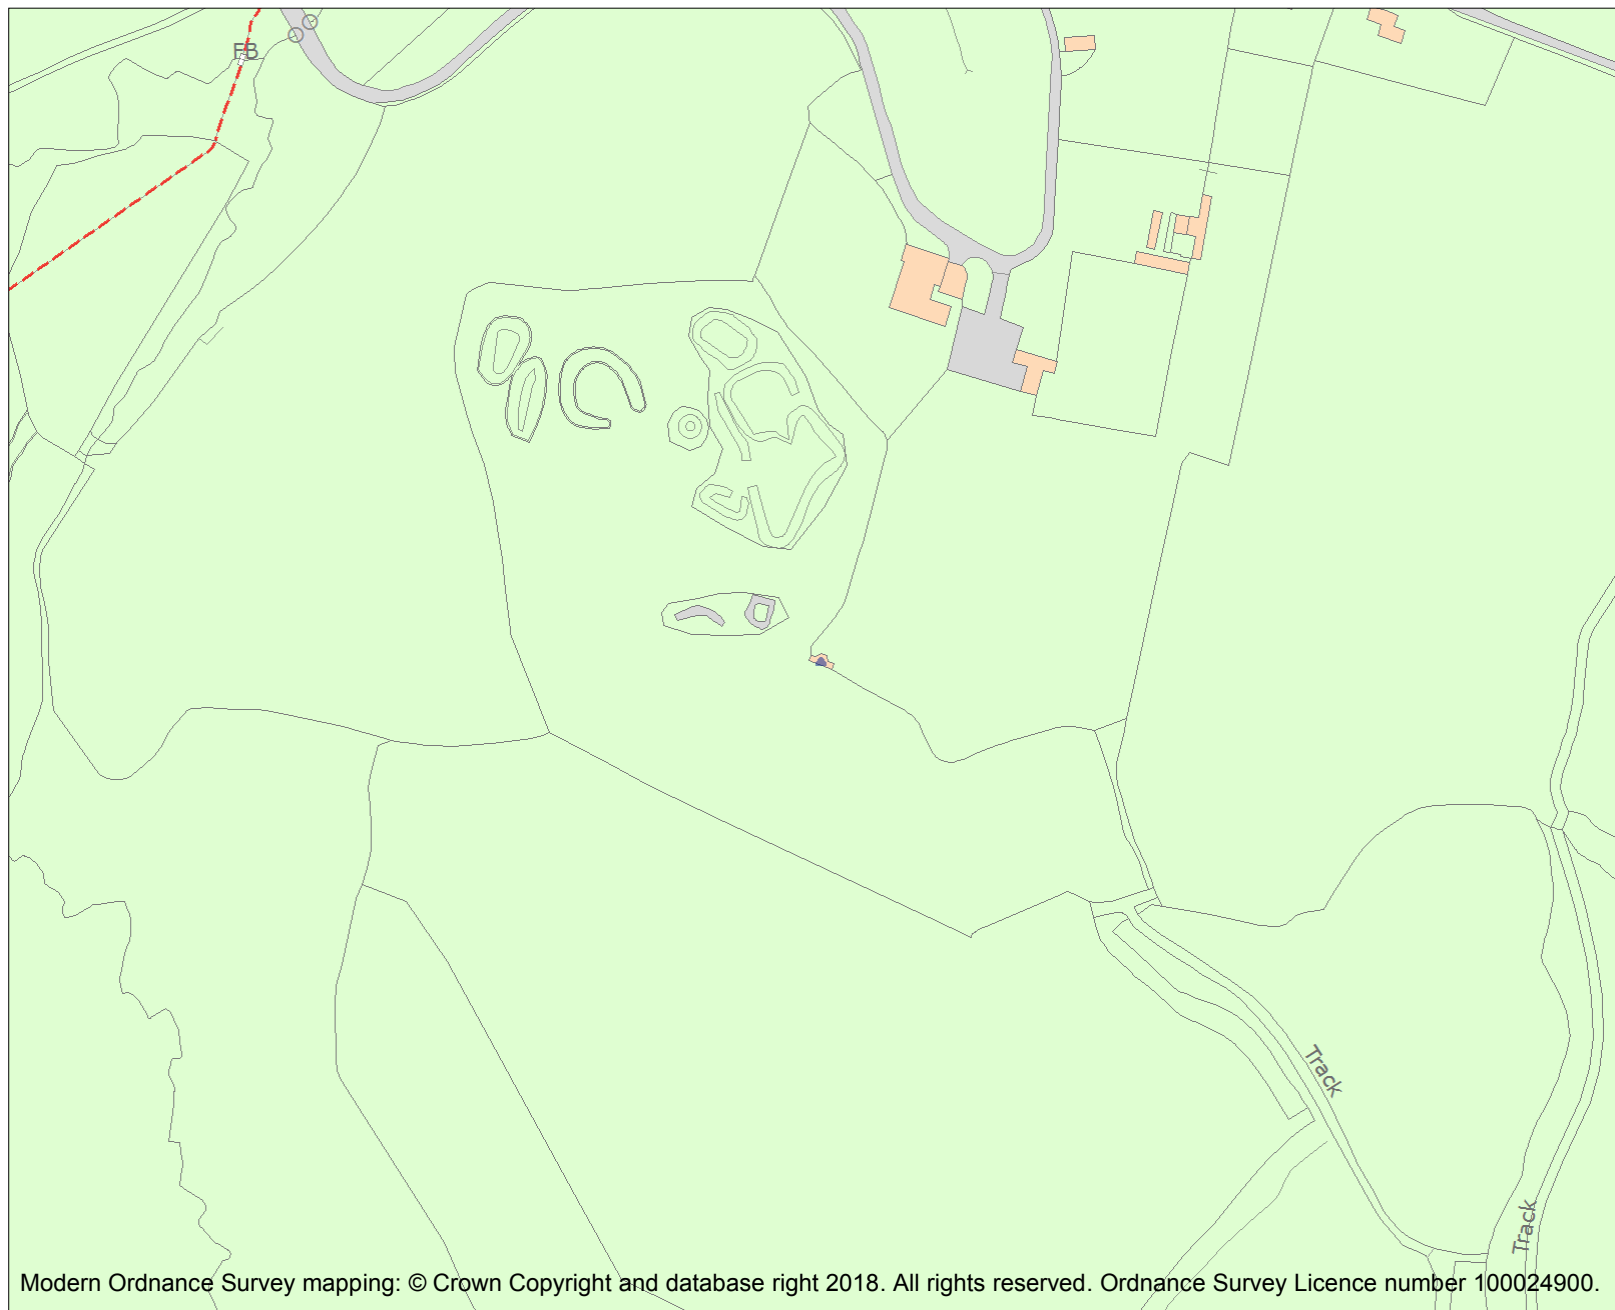 FB
Track
Track
Modern Ordnance Survey mapping: © Crown Copyright and database right 2018. All rights reserved. Ordnance Survey Licence number 100024900.